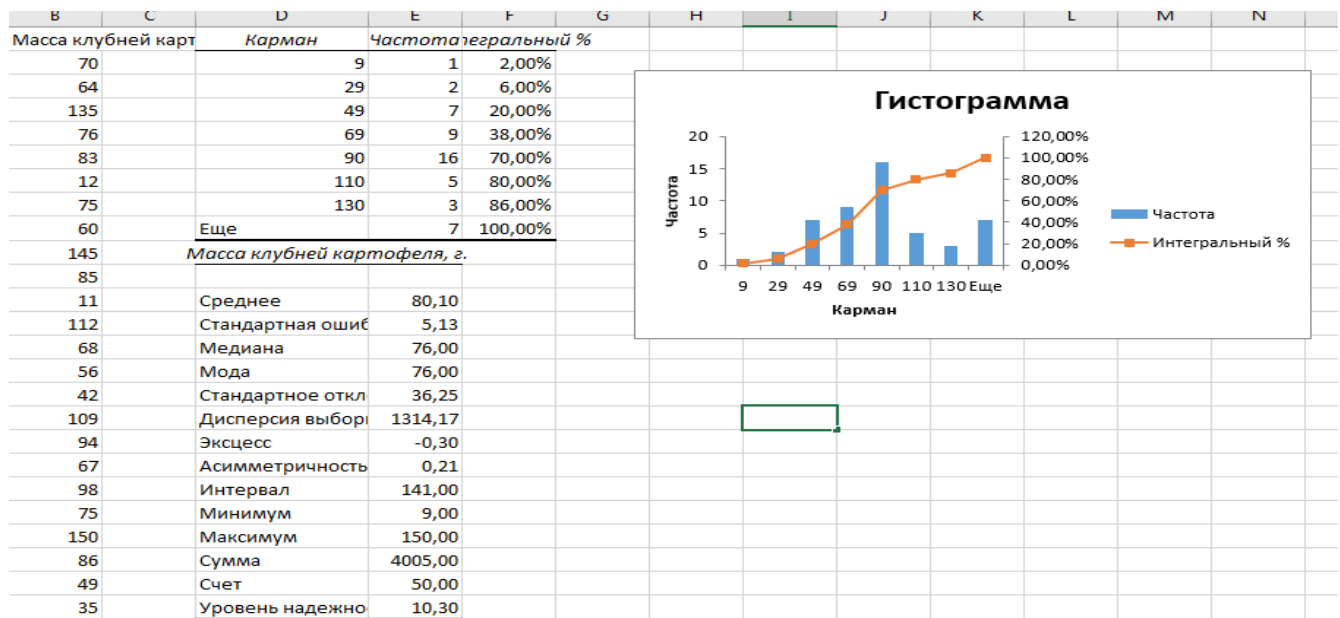 B C D E F G H I J K L M N
Масса клубней карт Карман Частота тегральный %
70 9 1 2,00%
64 29 2 6,00%
135 49 7 20,00%
76 69 9 38,00%
83 90 16 70,00%
12 110 5 80,00%
75 130 3 86,00%
60 Еще 7 100,00%
145 Масса клубней картофеля, г.
85
11 Среднее 80,10
112 Стандартная ошиб 5,13
68 Медиана 76,00
56 Мода 76,00
42 Стандартное откл 36,25
109 Дисперсия выбор 1314,17
94 Эксцесс -0,30
67 Асимметричность 0,21
98 Интервал 141,00
75 Минимум 9,00
150 Максимум 150,00
86 Сумма 4005,00
49 Счет 50,00
35 Уровень надежно 10,30
Гистограмма
20 120,00%
100,00%
15 80,00%
10 60,00%
40,00%
5 20,00%
0 0,00%
Частота
9 29 49 69 90 110 130 Еще
Карман
Частота
Интегральный %